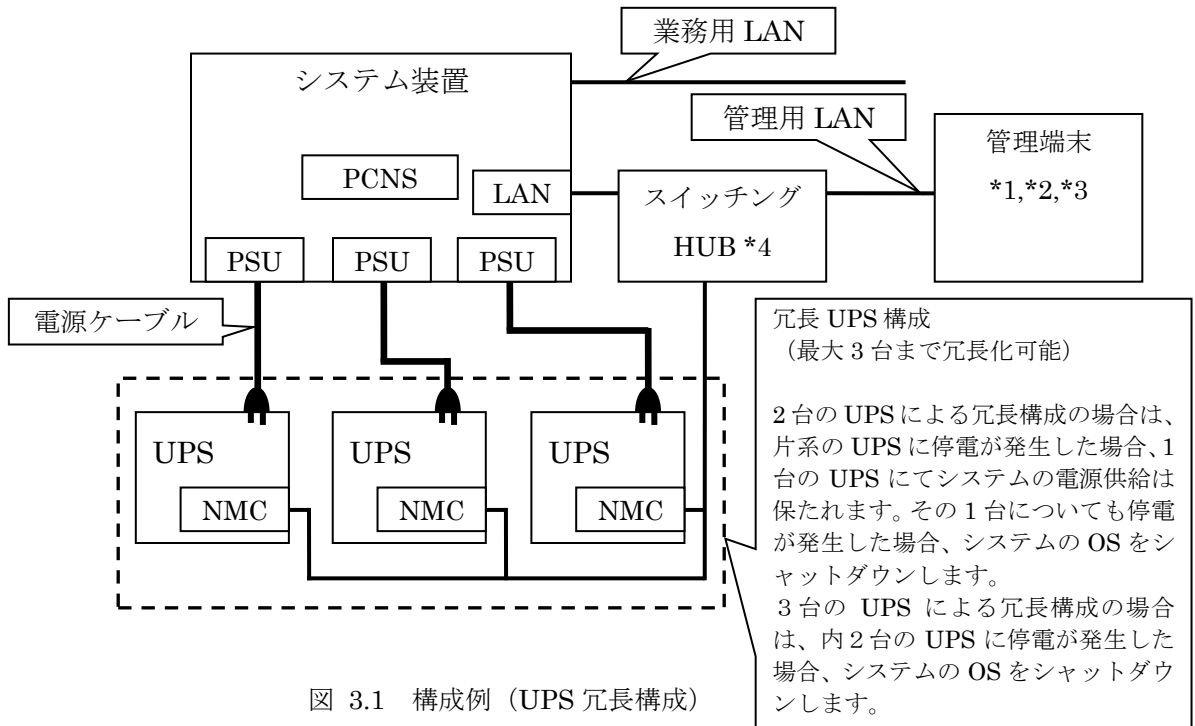 業務用 LAN
システム装置
管理用 LAN
管理端末
*1,*2,*3
PCNS
LAN
スイッチング
HUB *4
PSU
PSU
PSU
電源ケーブル
冗長 UPS 構成
（最大 3 台まで冗長化可能）
2 台の UPS による冗長構成の場合は、
片系の UPS に停電が発生した場合、1
台の UPS にてシステムの電源供給は
保たれます。その 1 台についても停電
が発生した場合、システムの OS をシ
ャットダウンします。
３台の UPS による冗長構成の場合
は、内２台の UPS に停電が発生した
場合、システムの OS をシャットダウ
ンします。
UPS
UPS
UPS
NMC
NMC
NMC
図 3.1 構成例（UPS 冗長構成）